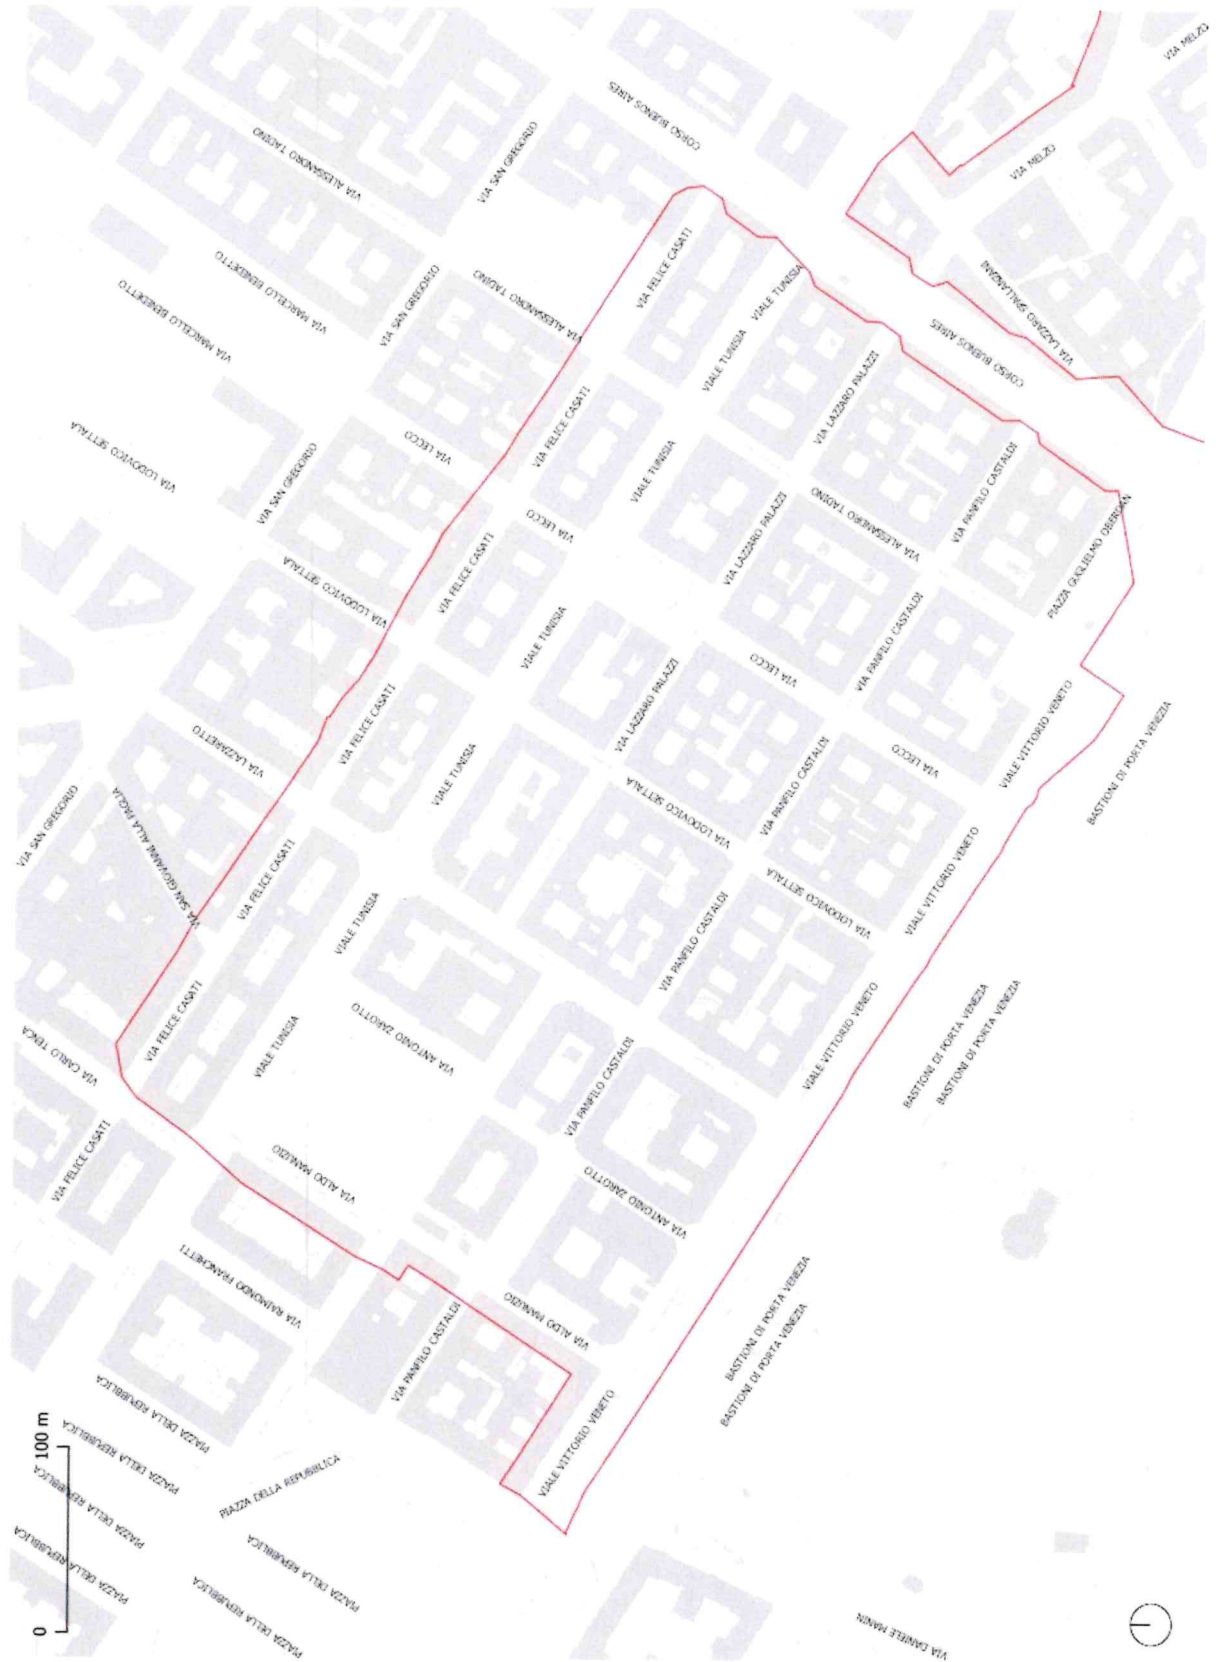 VIA MELZO
CORSO BUENOS AIRES
VIA ALESSANDRO TADINO
VIA SAN GREGORIO
VIA MELZO
VIA MARCELLO BENEDETTO
VIA MARCELLO BENEDETTO
VIA SAN GREGORIO
VIA ALESSANDRO TADINO
VIA FELICE CASATI
VIALE TUNISIA
VIALE TUNISIA
VIA LAZZARO SPALLANZANI
CORSO BUENOS AIRES
VIA LODOVICO SETTALA
VIA SAN GREGORIO
VIA LECCO
VIA FELICE CASATI
VIALE TUNISIA
VIA LAZZARO PALAZZI
VIA PANFILO CASTALDI
VIA LODOVICO SETTALA
VIA FELICE CASATI
VIA LECCO
VIA LAZZARO PALAZZI
VIA ALESSANDRO TADINO
PIAZZA GUGLIELMO OBERDAN
VIALE TUNISIA
VIA PANFILO CASTALDI
VIA LAZZARETTO
VIA FELICE CASATI
VIA LAZZARO PALAZZI
VIA LECCO
VIA SAN GREGORIO
VIA SAN GIOVANNI ALLA PAGLIA
VIALE TUNISIA
VIA LODOVICO SETTALA
VIA PANFILO CASTALDI
VIA LECCO
VIALE VITTORIO VENETO
BASTIONI DI PORTA VENEZIA
VIA FELICE CASATI
VIALE TUNISIA
VIA PANFILO CASTALDI
VIA LODOVICO SETTALA
VIALE VITTORIO VENETO
VIA CARLO TENCA
VIA FELICE CASATI
VIALE TUNISIA
VIA ANTONIO ZAROTTO
VIA PANFILO CASTALDI
VIALE VITTORIO VENETO
BASTIONI DI PORTA VENEZIA
BASTIONI DI PORTA VENEZIA
VIA FELICE CASATI
VIA ALDO MANUZIO
VIA ANTONIO ZAROTTO
VIA RAIMONDO FRANCHETTI
VIA PANFILO CASTALDI
VIA ALDO MANUZIO
BASTIONI DI PORTA VENEZIA
BASTIONI DI PORTA VENEZIA
PIAZZA DELLA REPUBBLICA
PIAZZA DELLA REPUBBLICA
PIAZZA DELLA REPUBBLICA
PIAZZA DELLA REPUBBLICA
VIALE VITTORIO VENETO
PIAZZA DELLA REPUBBLICA
PIAZZA DELLA REPUBBLICA
PIAZZA DELLA REPUBBLICA
VIA DANIELE MANIN
0 100 m